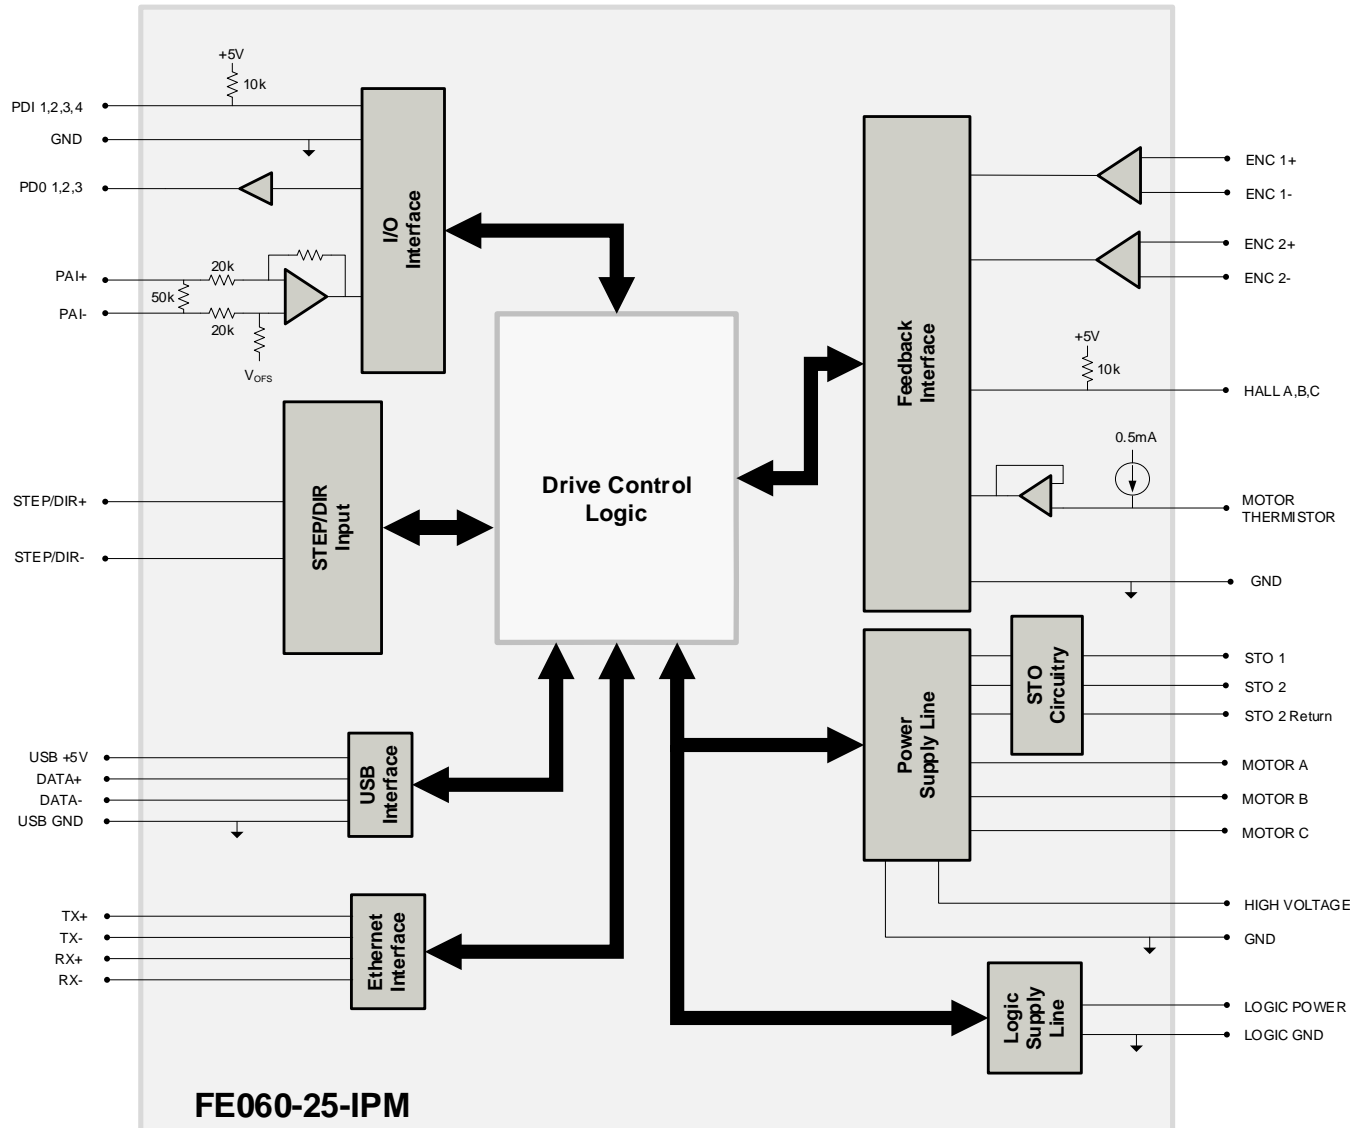 +5V
10k
PDI 1,2,3,4
GND
PD0 1,2,3
PAI+
20k
50k
PAI-
20k
VOFS
I/O
Interface
STEP/DIR+
STEP/DIR-
STEP/DIR
Input
USB +5V
DATA+
DATA-
USB GND
USB
Interface
TX+
TX-
RX+
RX-
Ethernet
Interface
Drive Control
Logic
Feedback
Interface
ENC 1+
ENC 1-
ENC 2+
ENC 2-
+5V
10k
HALL A,B,C
0.5mA
MOTOR
THERMISTOR
GND
Power
Supply Line
STO
Circuitry
STO 1
STO 2
STO 2 Return
MOTOR A
MOTOR B
MOTOR C
HIGH VOLTAGE
GND
Logic
Supply
Line
LOGIC POWER
LOGIC GND
FE060-25-IPM